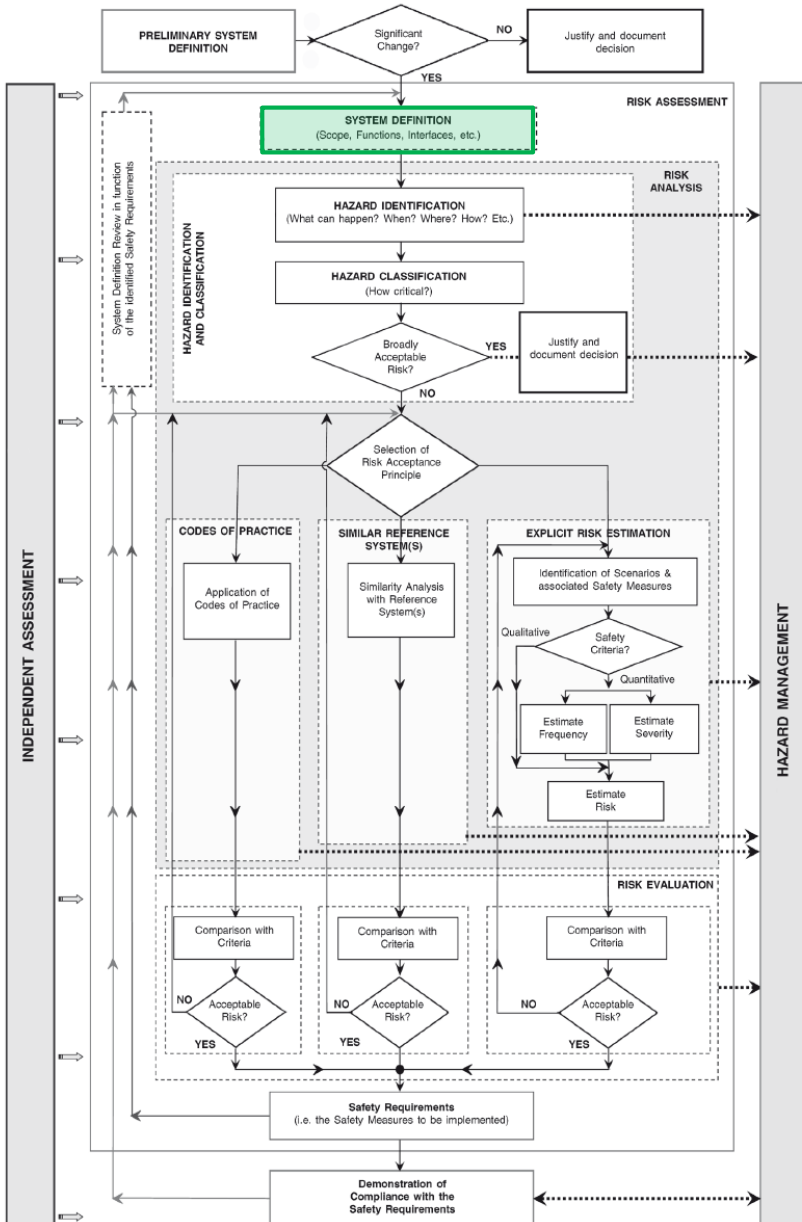 PRELIMINARY SYSTEM
DEFINITION
Significant
Change?
NO
Justify and document
decision
YES
RISK ASSESSMENT
SYSTEM DEFINITION
(Scope, Functions, Interfaces, etc.)
RISK
ANALYSIS
System Definition Review in function
of the identified Safety Requirements
HAZARD IDENTIFICATION
AND CLASSIFICATION
HAZARD IDENTIFICATION
(What can happen? When? Where? How? Etc.)
HAZARD CLASSIFICATION
(How critical?)
Broadly
Acceptable
Risk?
YES
Justify and
document decision
NO
Selection of
Risk Acceptance
Principle
CODES OF PRACTICE
SIMILAR REFERENCE
SYSTEM(S)
EXPLICIT RISK ESTIMATION
Application of
Codes of Practice
Similarity Analysis
with Reference
System(s)
Identification of Scenarios &
associated Safety Measures
Qualitative
Safety
Criteria?
Quantitative
Estimate
Frequency
Estimate
Severity
Estimate
Risk
INDEPENDENT ASSESSMENT
HAZARD MANAGEMENT
RISK EVALUATION
Comparison with
Criteria
Comparison with
Criteria
Comparison with
Criteria
NO
Acceptable
Risk?
YES
NO
Acceptable
Risk?
YES
NO
Acceptable
Risk?
YES
Safety Requirements
(i.e. the Safety Measures to be implemented)
Demonstration of
Compliance with the
Safety Requirements